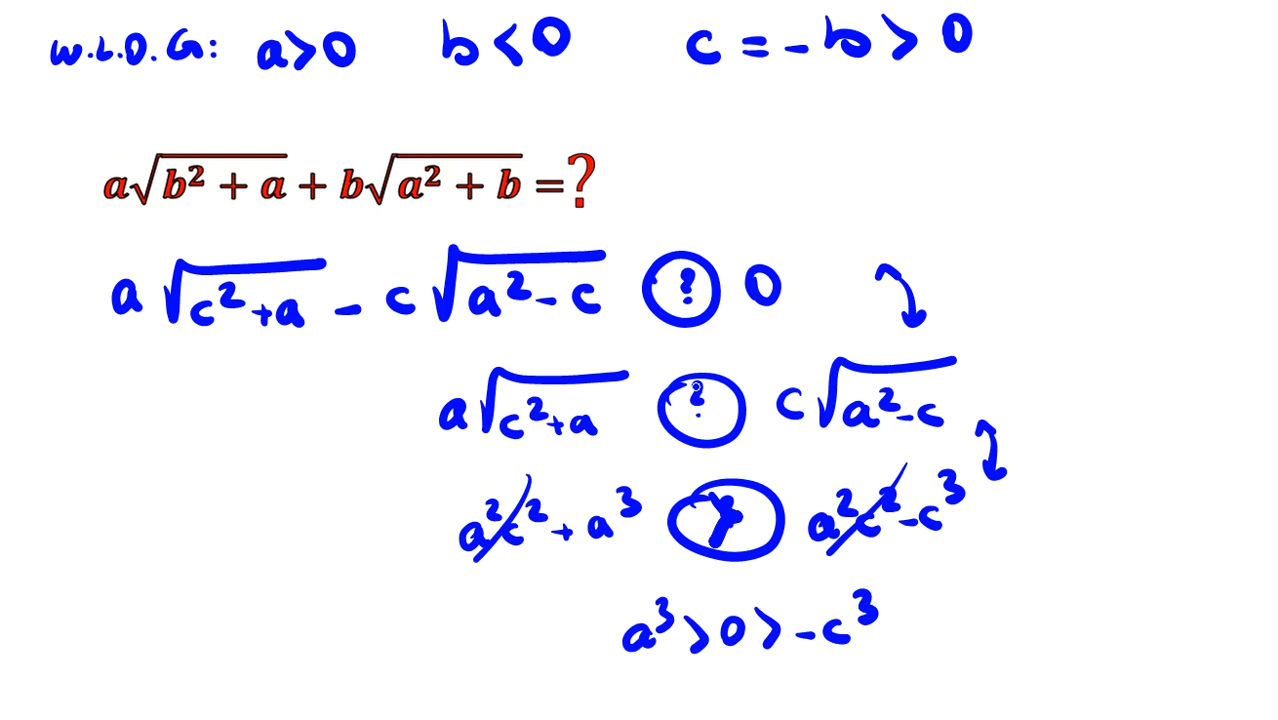 W.L.O.G: a>0 b<0 c=-b>0
a√(b²+a) + b√(a²+b) =?
a√(c²+a) - c√(a²-c) ? 0
a√(c²+a) ? c√(a²-c)
a²c²+a³ > a²c²-c³
a³>0>-c³